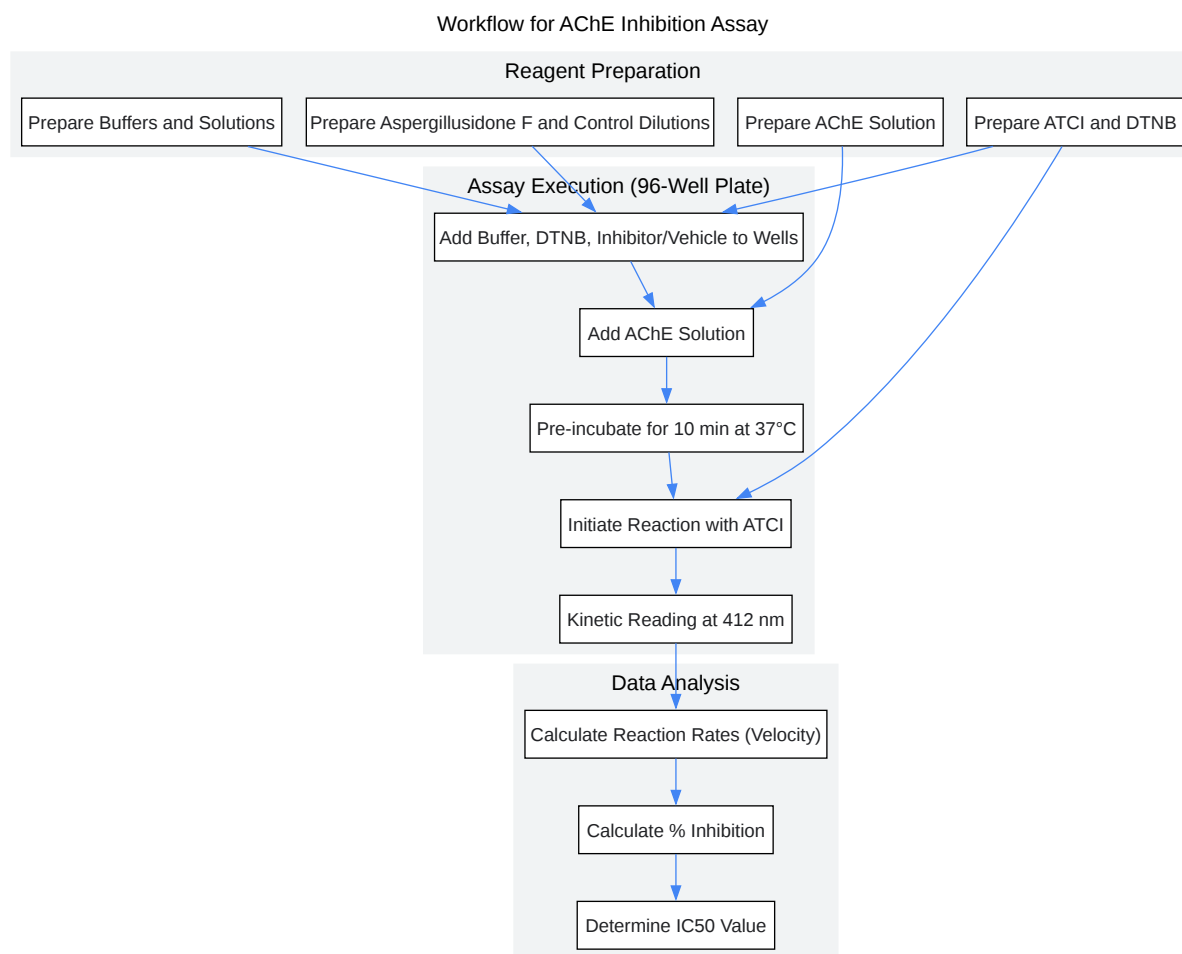 Workflow for AChE Inhibition Assay
Reagent Preparation
Prepare Buffers and Solutions
Prepare Aspergillusidone F and Control Dilutions
Prepare AChE Solution
Prepare ATCI and DTNB
Assay Execution (96-Well Plate)
Add Buffer, DTNB, Inhibitor/Vehicle to Wells
Add AChE Solution
Pre-incubate for 10 min at 37°C
Initiate Reaction with ATCI
Kinetic Reading at 412 nm
Data Analysis
Calculate Reaction Rates (Velocity)
Calculate % Inhibition
Determine IC50 Value